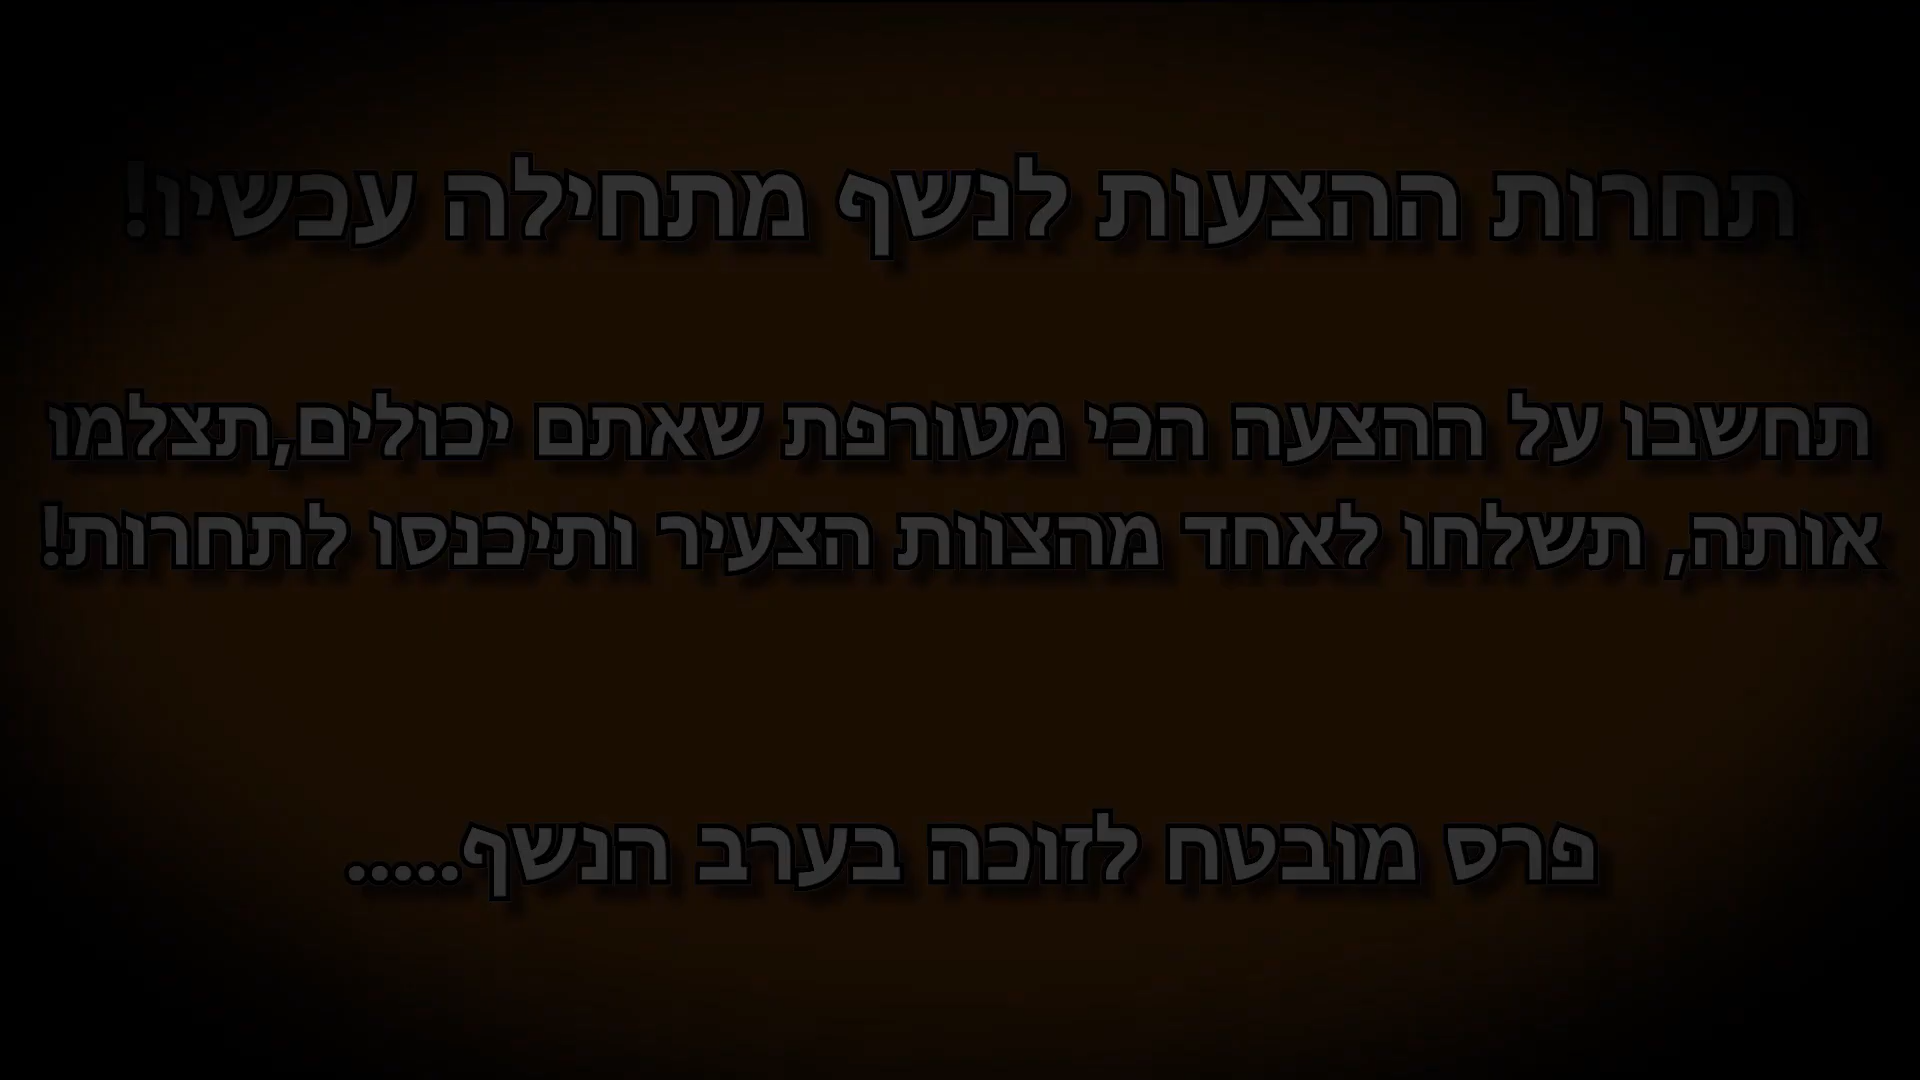 תחרות ההצעות לנשף מתחילה עכשיו!
תחשבו על ההצעה הכי מטורפת שאתם יכולים,תצלמו
אותה, תשלחו לאחד מהצוות הצעיר ותיכנסו לתחרות!
פרס מובטח לזוכה בערב הנשף.....